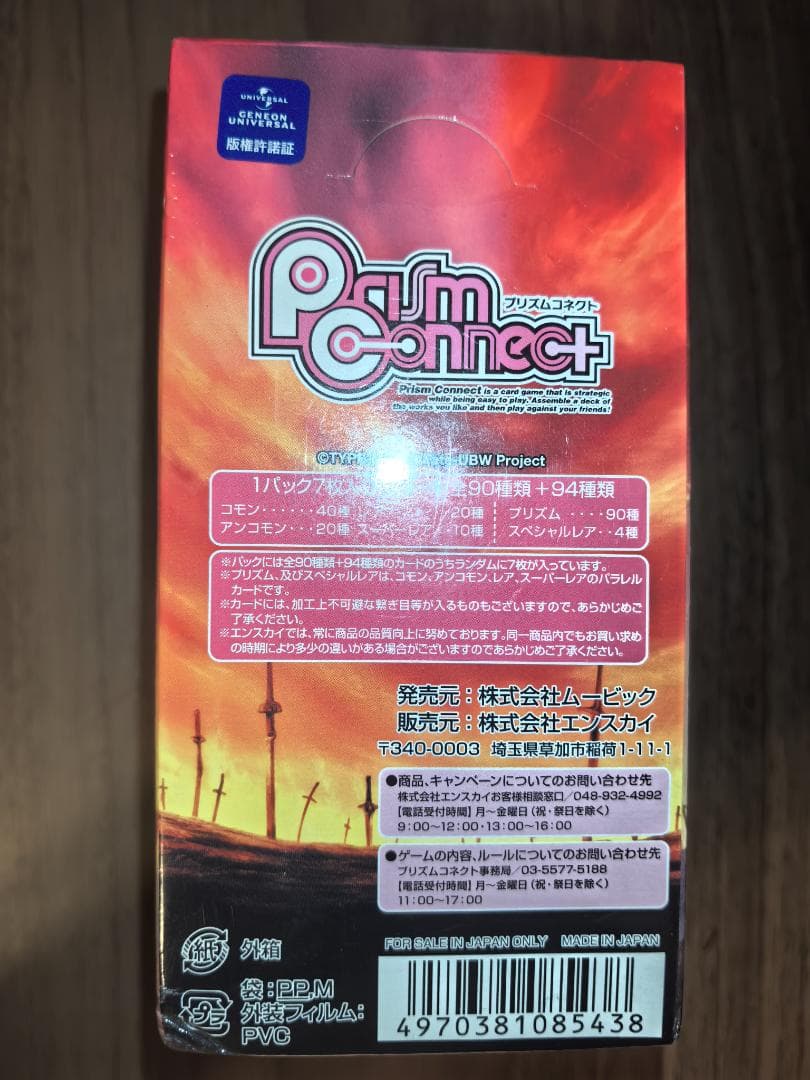 UNIVERSAL
GENEON
UNIVERSAL
版権許諾証
Prism
プリズムコネクト
Connect
Prism Connect is a card game that is strategic
while being easy to play. Assemble a deck of
the works you like and then play against your friends!
©TYPE UBW Project
1パック7枚入 全90種類+94種類
コモン······40種 20種 プリズム ····90種
アンコモン···20種 スーパーレア··10種 スペシャルレア··4種
※パックには全90種類+94種類のカードのうちランダムに7枚が入っています。
※プリズム、及びスペシャルレアは、コモン、アンコモン、レア、スーパーレアのパラレル
カードです。
※カードには、加工上不可避な繋ぎ目等が入るものもございますので、あらかじめご
了承ください。
※エンスカイでは、常に商品の品質向上に努めております。同一商品内でもお買い求め
の時期により多少の違いがある場合がございますのであらかじめご了承ください。
発売元:株式会社ムービック
販売元:株式会社エンスカイ
〒340-0003 埼玉県草加市稲荷1-11-1
●商品、キャンペーンについてのお問い合わせ先
株式会社エンスカイお客様相談窓口/048-932-4992
【電話受付時間】月〜金曜日(祝・祭日を除く)
9:00〜12:00・13:00〜16:00
●ゲームの内容、ルールについてのお問い合わせ先
プリズムコネクト事務局/03-5577-5188
【電話受付時間】月〜金曜日(祝・祭日を除く)
11:00〜17:00
FOR SALE IN JAPAN ONLY MADE IN JAPAN
紙 外箱
プラ 袋:PP,M
外装フィルム:
PVC
4970381085438